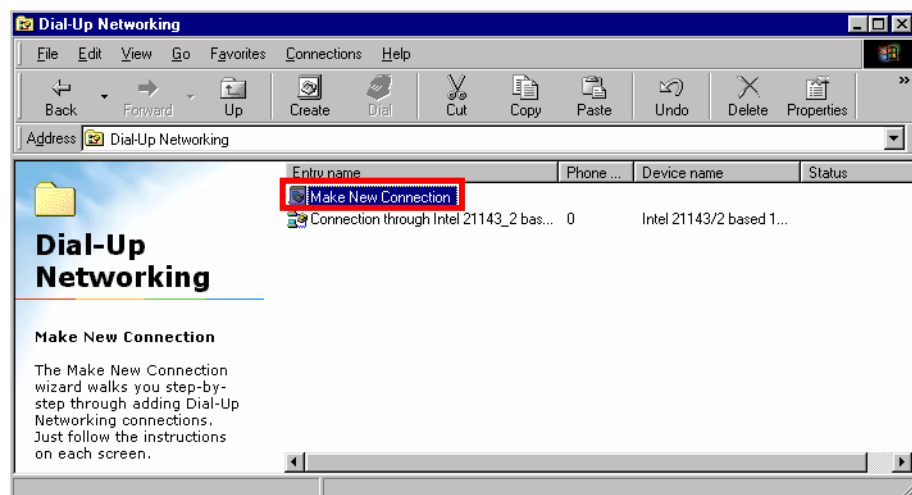 Dial-Up Networking
File Edit View Go Favorites Connections Help
Back Forward Up Create Dial Cut Copy Paste Undo Delete Properties »
Address Dial-Up Networking
Entry name Phone ... Device name Status
Make New Connection
Connection through Intel 21143_2 bas... 0 Intel 21143/2 based 1...
Dial-Up
Networking
Make New Connection
The Make New Connection
wizard walks you step-by-
step through adding Dial-Up
Networking connections.
Just follow the instructions
on each screen.